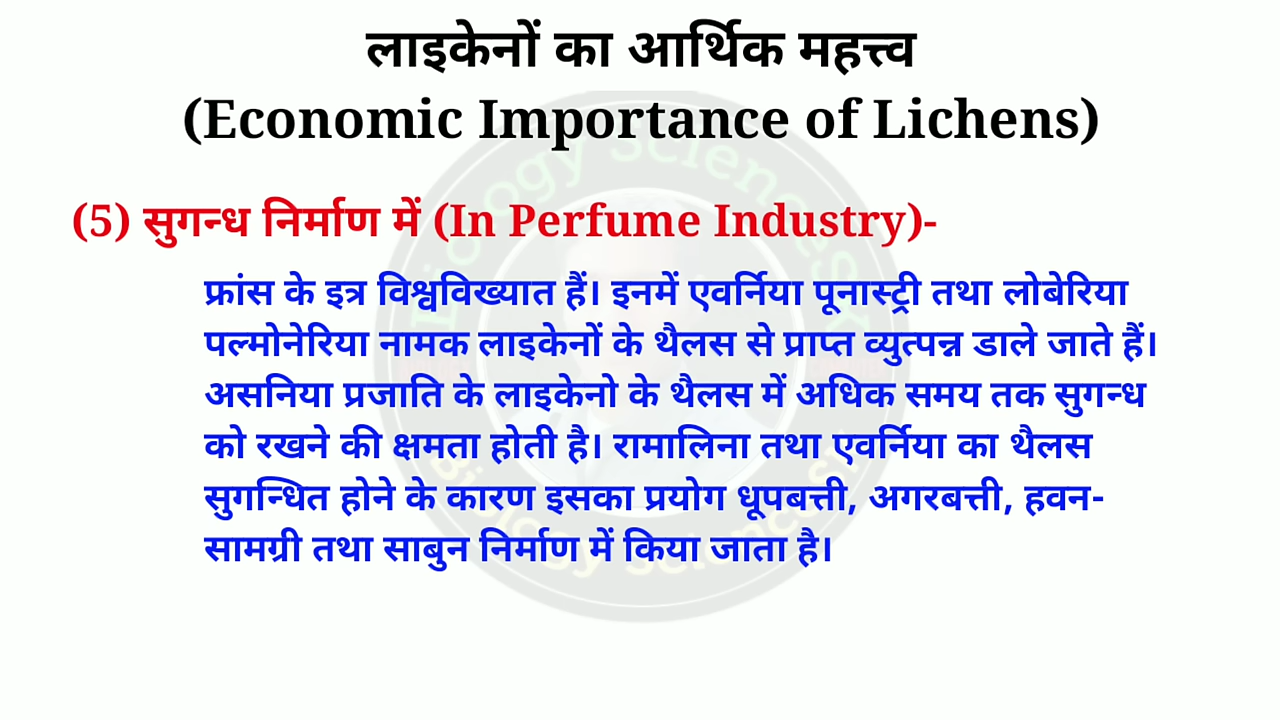 लाइकेनों का आर्थिक महत्त्व
(Economic Importance of Lichens)
(5) सुगन्ध निर्माण में (In Perfume Industry)-
फ्रांस के इत्र विश्वविख्यात हैं। इनमें एवर्निया पूनास्ट्री तथा लोबेरिया
पल्मोनेरिया नामक लाइकेनों के थैलस से प्राप्त व्युत्पन्न डाले जाते हैं।
असनिया प्रजाति के लाइकेनो के थैलस में अधिक समय तक सुगन्ध
को रखने की क्षमता होती है। रामालिना तथा एवर्निया का थैलस
सुगन्धित होने के कारण इसका प्रयोग धूपबत्ती, अगरबत्ती, हवन-
सामग्री तथा साबुन निर्माण में किया जाता है।